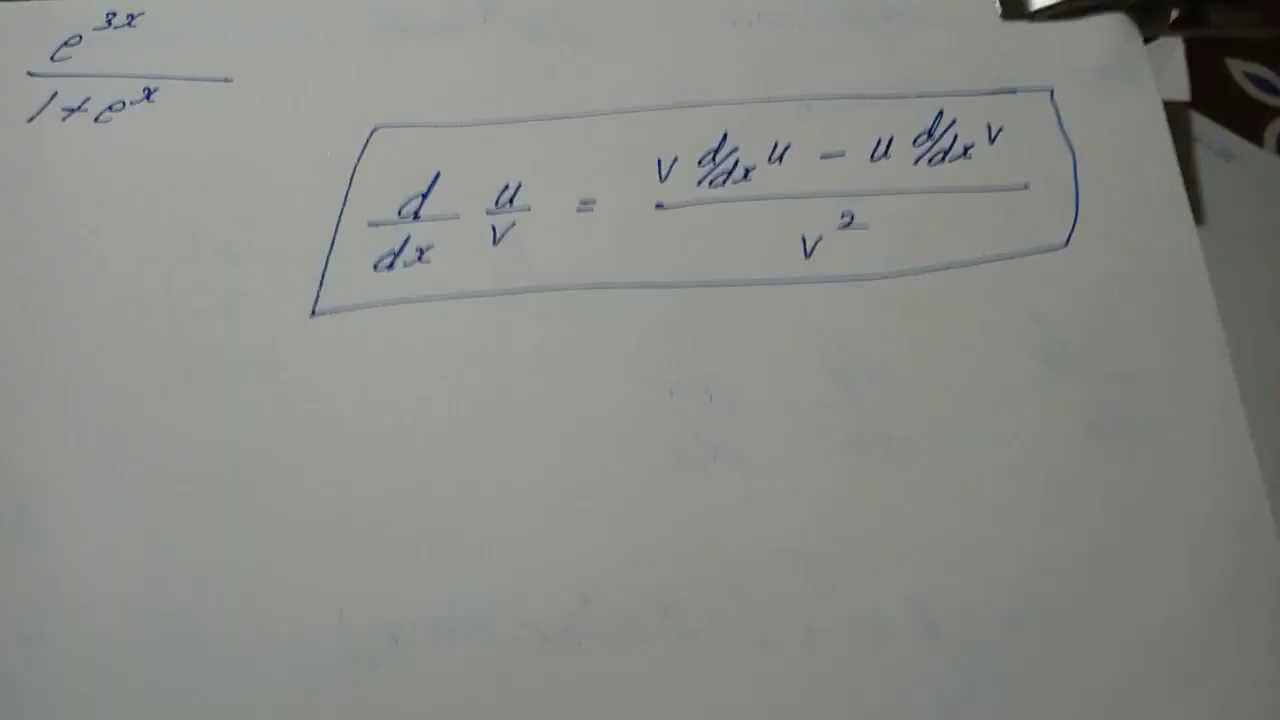 e^{3x}
1+e^x
d/dx u/v = (v d/dx u − u d/dx v) / v^2